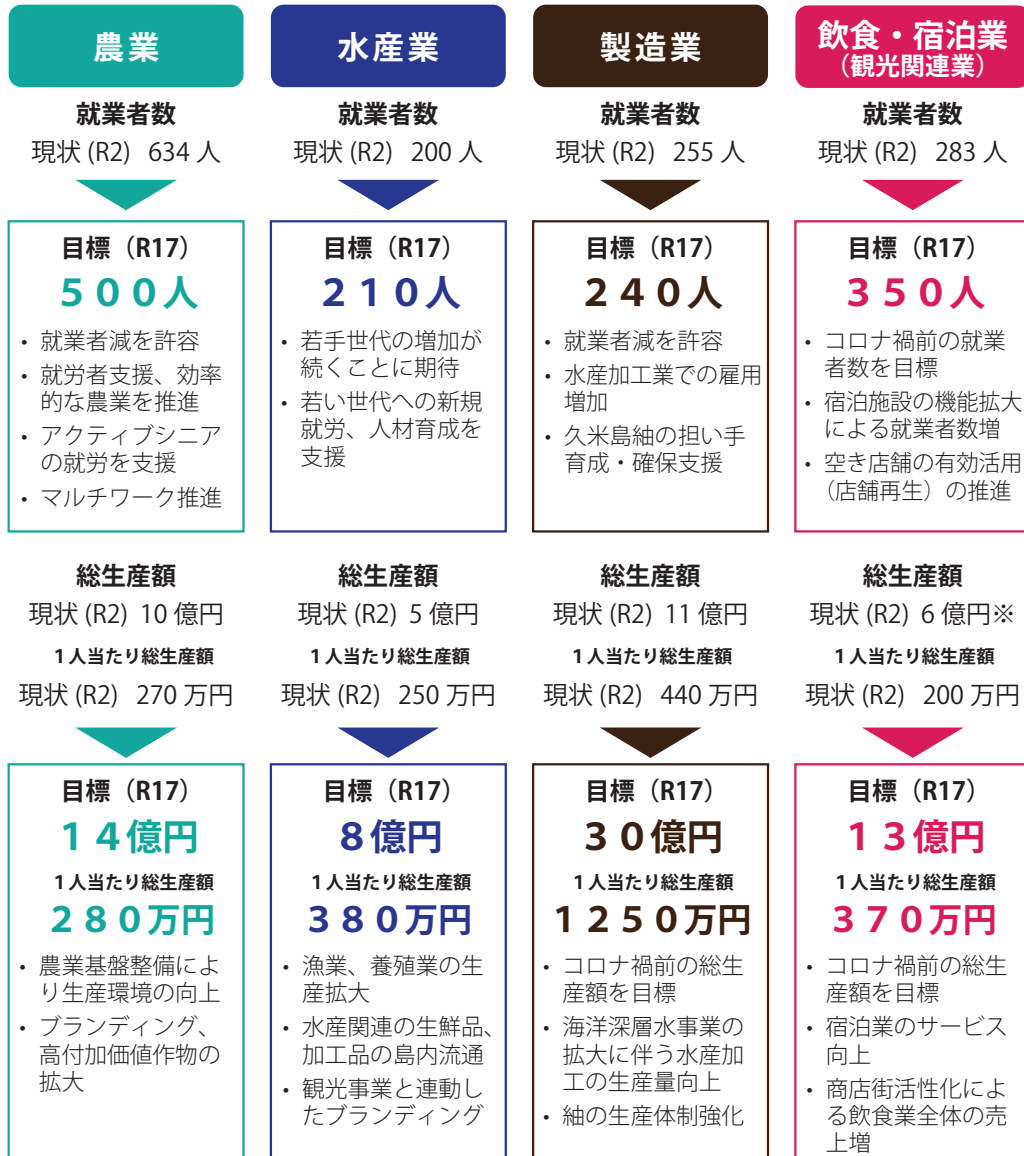 農業
就業者数
現状 (R2) 634 人
目標（R17）
５００人
・ 就業者減を許容
・ 就労者支援、効率
的な農業を推進
・ アクティブシニア
の就労を支援
・ マルチワーク推進
総生産額
現状 (R2) 10 億円
1人当たり総生産額
現状 (R2) 270 万円
目標（R17）
１４億円
1人当たり総生産額
２８０万円
・ 農業基盤整備によ
り生産環境の向上
・ ブランディング、
高付加価値作物の
拡大
水産業
就業者数
現状 (R2) 200 人
目標（R17）
２１０人
・ 若手世代の増加が
続くことに期待
・ 若い世代への新規
就労、人材育成を
支援
総生産額
現状 (R2) 5 億円
1人当たり総生産額
現状 (R2) 250 万円
目標（R17）
８億円
1人当たり総生産額
３８０万円
・ 漁業、養殖業の生
産拡大
・ 水産関連の生鮮品、
加工品の島内流通
・ 観光事業と連動し
たブランディング
製造業
就業者数
現状 (R2) 255 人
目標（R17）
２４０人
・ 就業者減を許容
・ 水産加工業での雇用
増加
・ 久米島紬の担い手
育成・確保支援
総生産額
現状 (R2) 11 億円
1人当たり総生産額
現状 (R2) 440 万円
目標（R17）
３０億円
1人当たり総生産額
１２５０万円
・ コロナ禍前の総生
産額を目標
・ 海洋深層水事業の
拡大に伴う水産加
工の生産量向上
・ 紬の生産体制強化
飲食・宿泊業
（観光関連業）
就業者数
現状 (R2) 283 人
目標（R17）
３５０人
・ コロナ禍前の就業
者数を目標
・ 宿泊施設の機能拡大
による就業者数増
・ 空き店舗の有効活用
（店舗再生）の推進
総生産額
現状 (R2) 6 億円※
1人当たり総生産額
現状 (R2) 200 万円
目標（R17）
１３億円
1人当たり総生産額
３７０万円
・ コロナ禍前の総生
産額を目標
・ 宿泊業のサービス
向上
・ 商店街活性化によ
る飲食業全体の売
上増